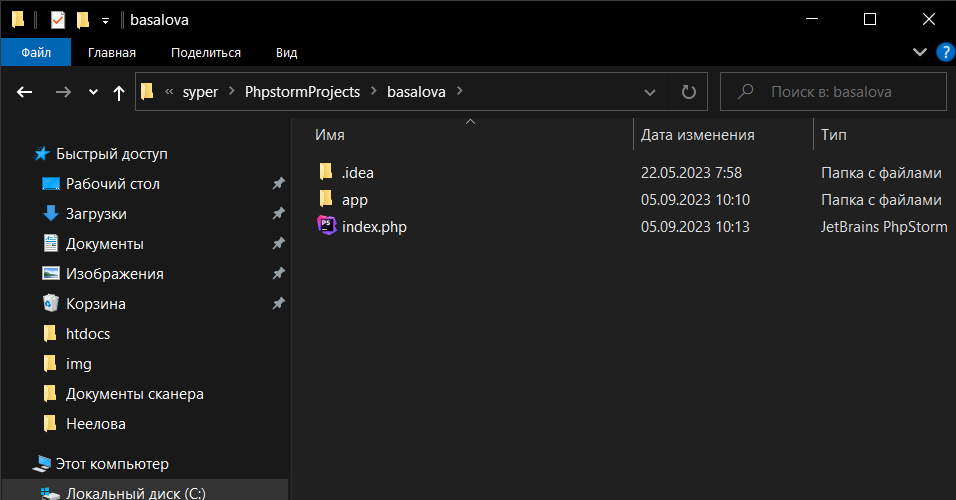 basalova
Файл Главная Поделиться Вид
« syper > PhpstormProjects > basalova > Поиск в: basalova
Имя Дата изменения Тип
.idea 22.05.2023 7:58 Папка с файлами
app 05.09.2023 10:10 Папка с файлами
PS index.php 05.09.2023 10:13 JetBrains PhpStorm
Быстрый доступ
Рабочий стол
Загрузки
Документы
Изображения
Корзина
htdocs
img
Документы сканера
Неелова
Этот компьютер
Локальный диск (C:)